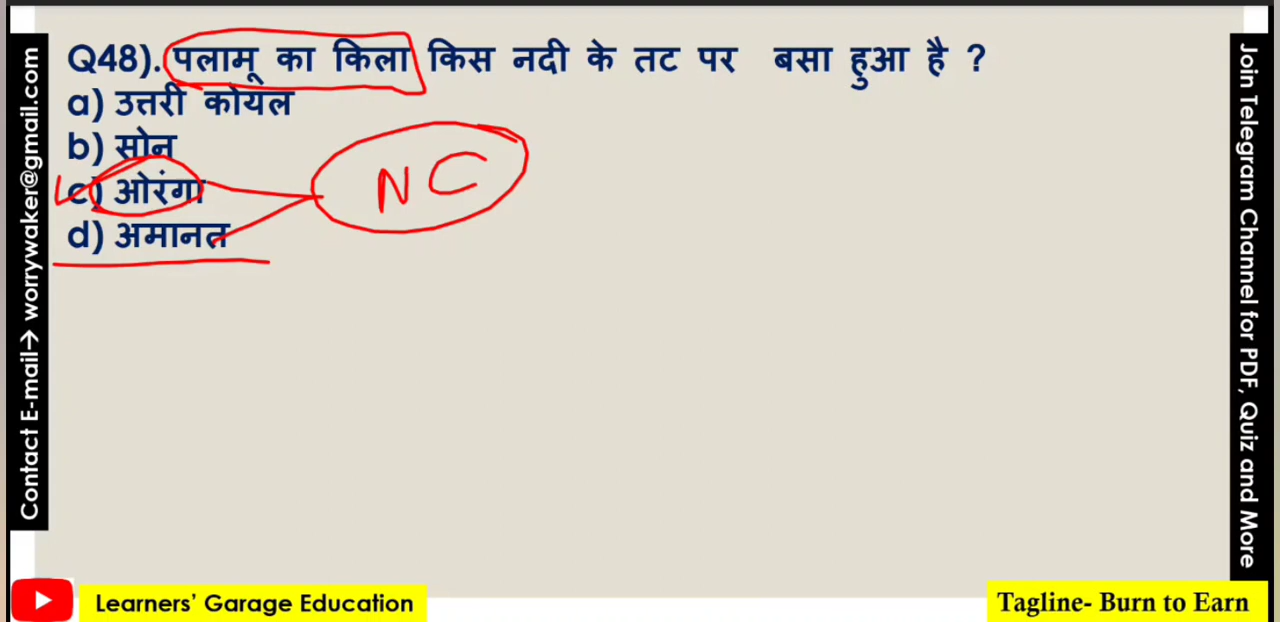 Q48). पलामू का किला किस नदी के तट पर बसा हुआ है ?
a) उत्तरी कोयल
b) सोन
c) ओरंगा
d) अमानत
NC
Contact E-mail→ worrywaker@gmail.com
Join Telegram Channel for PDF, Quiz and More
Learners’ Garage Education
Tagline- Burn to Earn